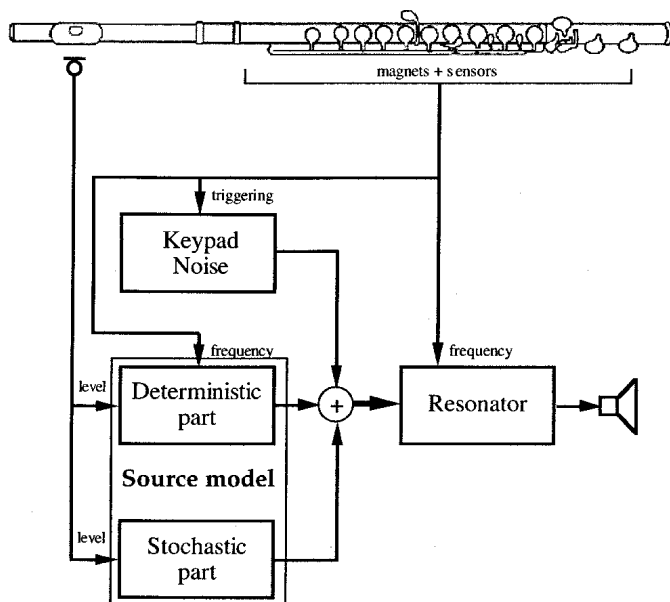 magnets + sensors
triggering
Keypad
Noise
frequency
frequency
level
Deterministic
part
+
Resonator
Source model
level
Stochastic
part